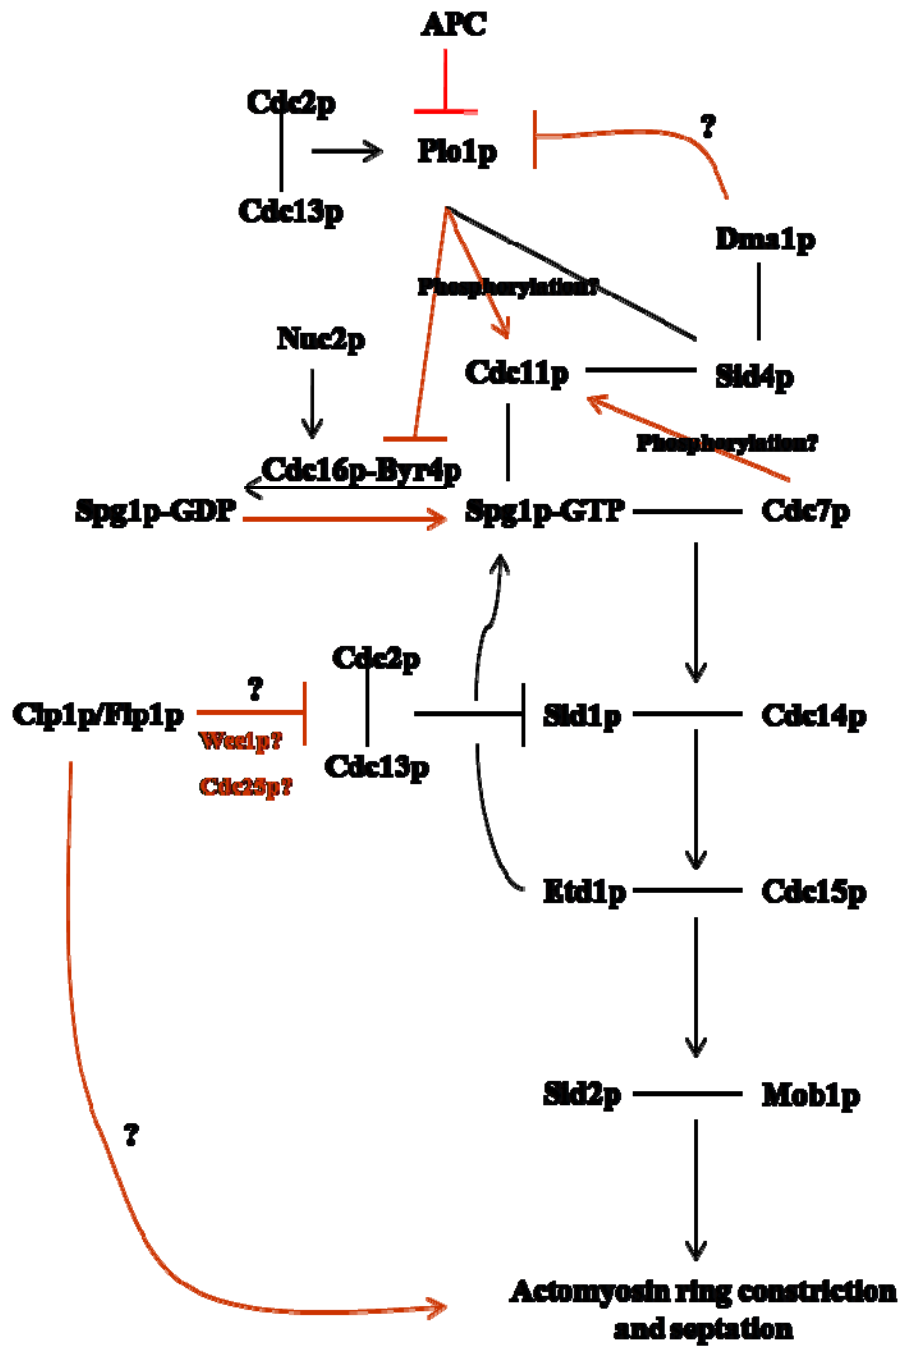 APC
Cdc2p
?
Plo1p
Cdc13p
Dma1p
Phosphorylation?
Nuc2p
Cdc11p
Sid4p
Phosphorylation?
Cdc16p-Byr4p
Spg1p-GDP
Spg1p-GTP
Cdc7p
Cdc2p
?
Clp1p/Flp1p
Sid1p
Cdc14p
Wee1p?
Cdc13p
Cdc25p?
Etd1p
Cdc15p
Sid2p
Mob1p
?
Actomyosin ring constriction
and septation